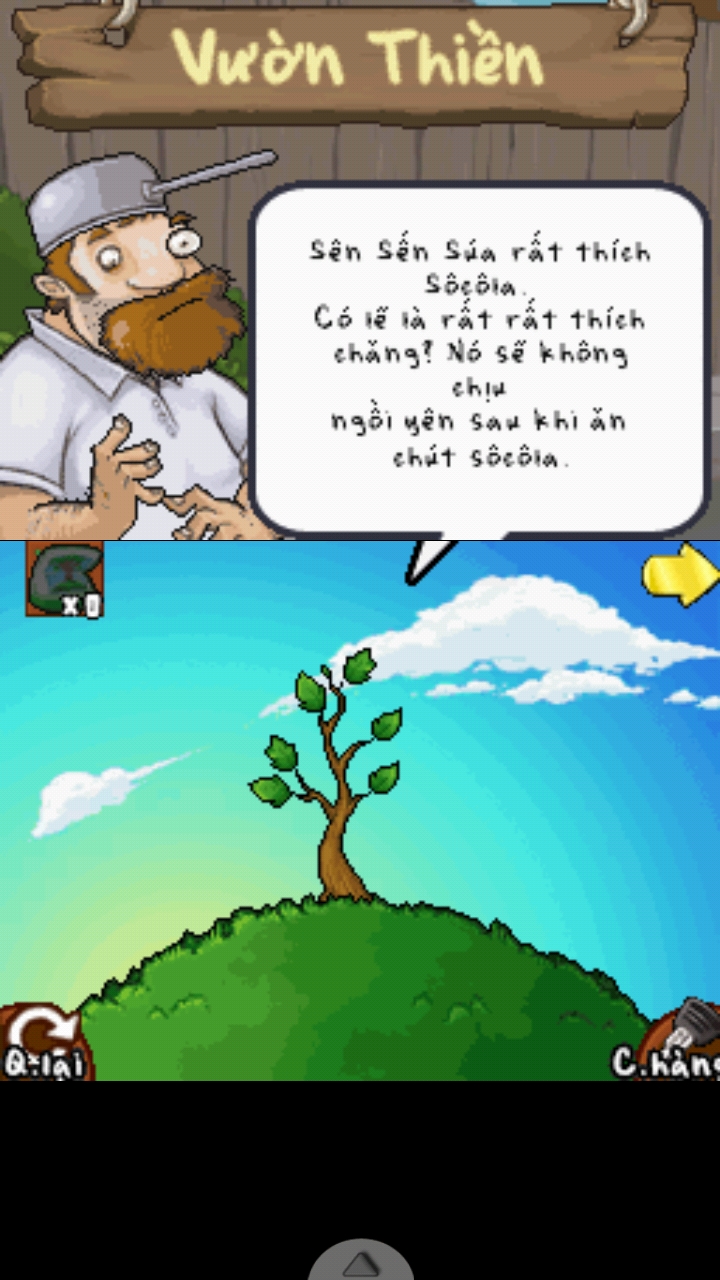 Vườn Thiền
Sên Sến Súa rất thích
Sôcôla.
Có lẽ là rất rất thích
chăng? Nó sẽ không
chịu
ngồi yên sau khi ăn
chút sôcôla.
x0
Q.lại
C.hàng